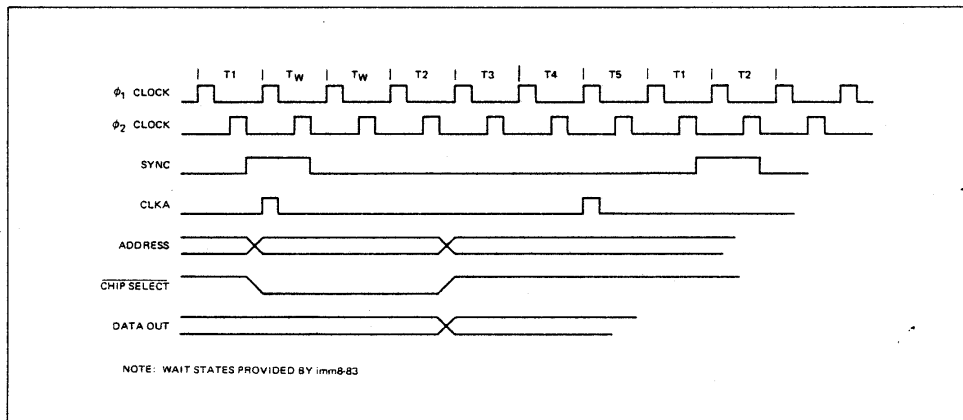 T1 TW TW T2 T3 T4 T5 T1 T2
ϕ1 CLOCK
ϕ2 CLOCK
SYNC
CLKA
ADDRESS
CHIP SELECT
DATA OUT
NOTE: WAIT STATES PROVIDED BY imm8-83